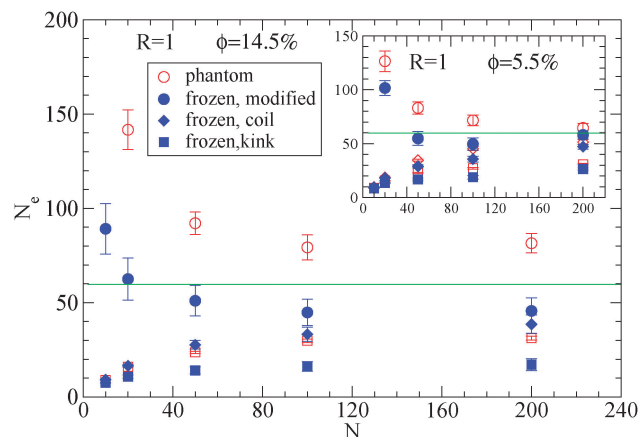 R=1 ϕ=14.5%
phantom
frozen, modified
frozen, coil
frozen,kink
N_e
200
150
100
50
0
0 40 80 120 160 200 240
N
R=1 ϕ=5.5%
150
100
50
0
0 40 80 120 160 200